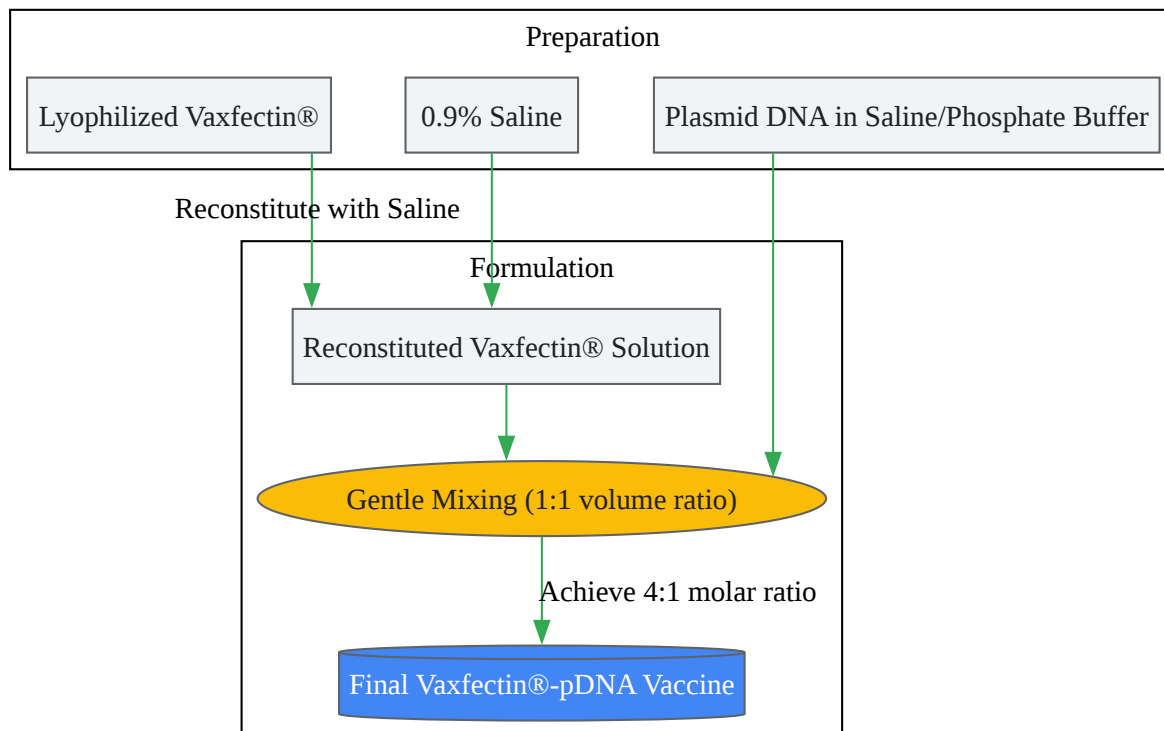 Preparation
Lyophilized Vaxfectin®
0.9% Saline
Plasmid DNA in Saline/Phosphate Buffer
Reconstitute with Saline
Formulation
Reconstituted Vaxfectin® Solution
Gentle Mixing (1:1 volume ratio)
Achieve 4:1 molar ratio
Final Vaxfectin®-pDNA Vaccine